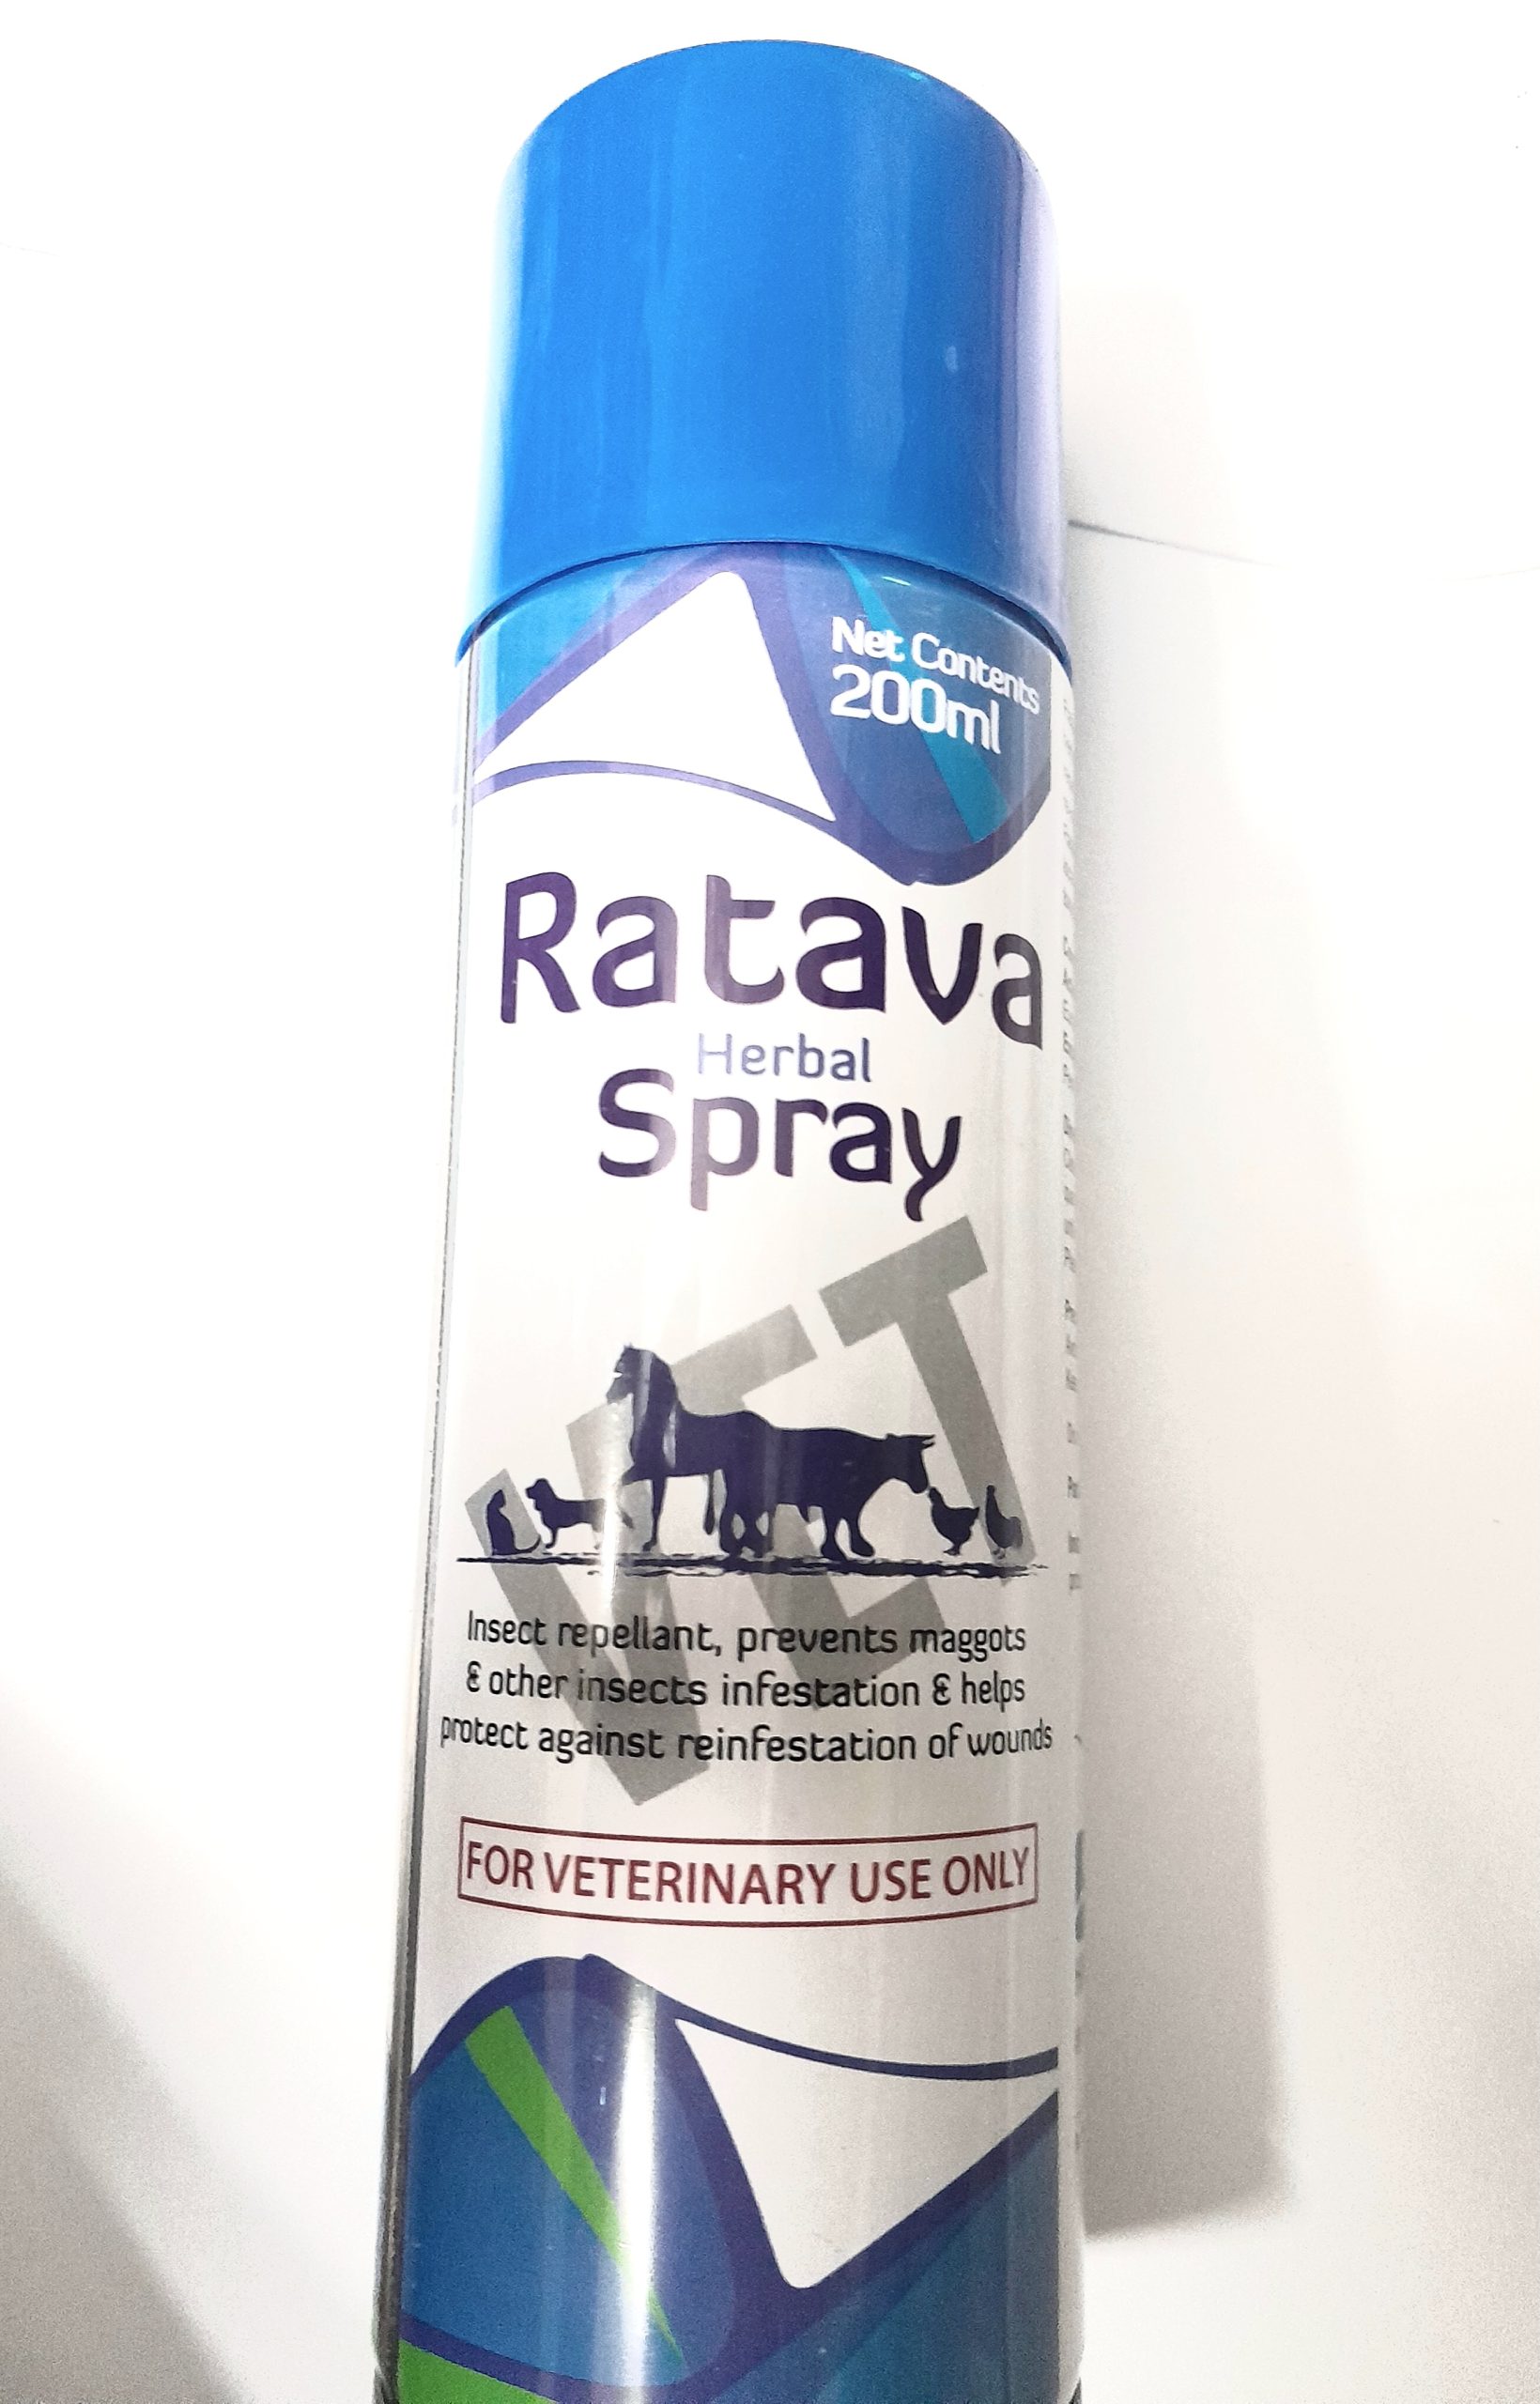 Net Contents
200ml
Ratava
Herbal
Spray
VET
Insect repellant, prevents maggots
& other insects infestation & helps
protect against reinfestation of wounds
FOR VETERINARY USE ONLY